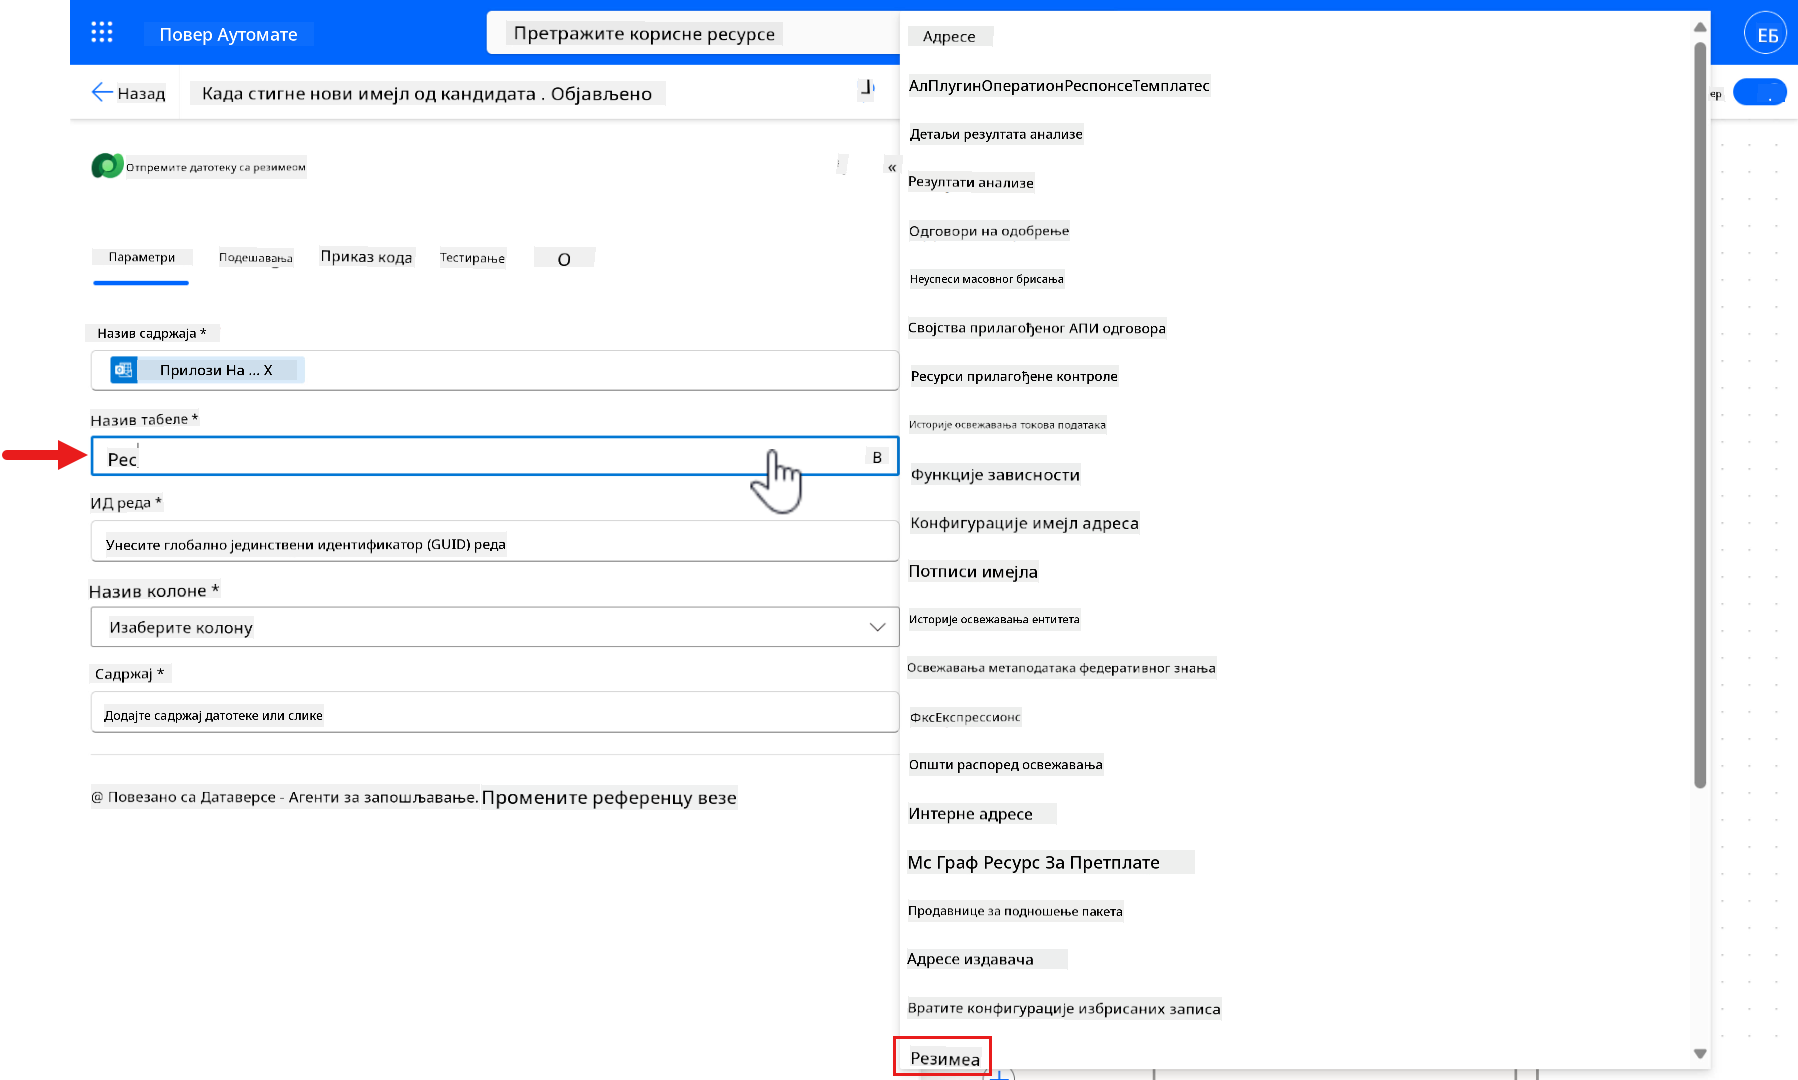 Повер Аутомате
Претражите корисне ресурсе
ЕБ
Назад
Када стигне нови имејл од кандидата . Објављено
ер
Отпремите датотеку са резимеом
«
Параметри
Подешавања
Приказ кода
Тестирање
О
Назив садржаја *
Прилози На ... X
Назив табеле *
Рес
В
ИД реда *
Унесите глобално јединствени идентификатор (GUID) реда
Назив колоне *
Изаберите колону
Садржај *
Додајте садржај датотеке или слике
@ Повезано са Датаверсе - Агенти за запошљавање. Промените референцу везе
Адресе
АлПлугинОператионРеспонсеТемплатес
Детаљи резултата анализе
Резултати анализе
Одговори на одобрење
Неуспеси масовног брисања
Својства прилагођеног АПИ одговора
Ресурси прилагођене контроле
Историје освежавања токова података
Функције зависности
Конфигурације имејл адреса
Потписи имејла
Историје освежавања ентитета
Освежавања метаподатака федеративног знања
ФксЕкспрессионс
Општи распоред освежавања
Интерне адресе
Мс Граф Ресурс За Претплате
Продавнице за подношење пакета
Адресе издавача
Вратите конфигурације избрисаних записа
Резимеа